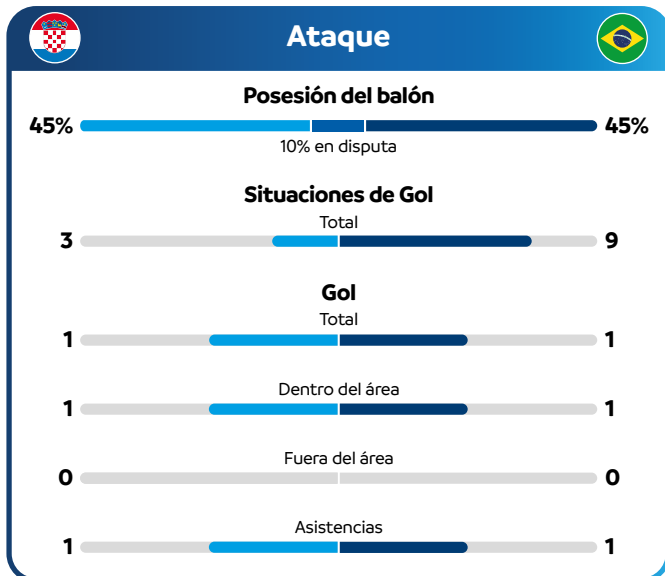 Ataque
Posesión del balón
45% 45%
10% en disputa
Situaciones de Gol
Total
3 9
Gol
Total
1 1
Dentro del área
1 1
Fuera del área
0 0
Asistencias
1 1